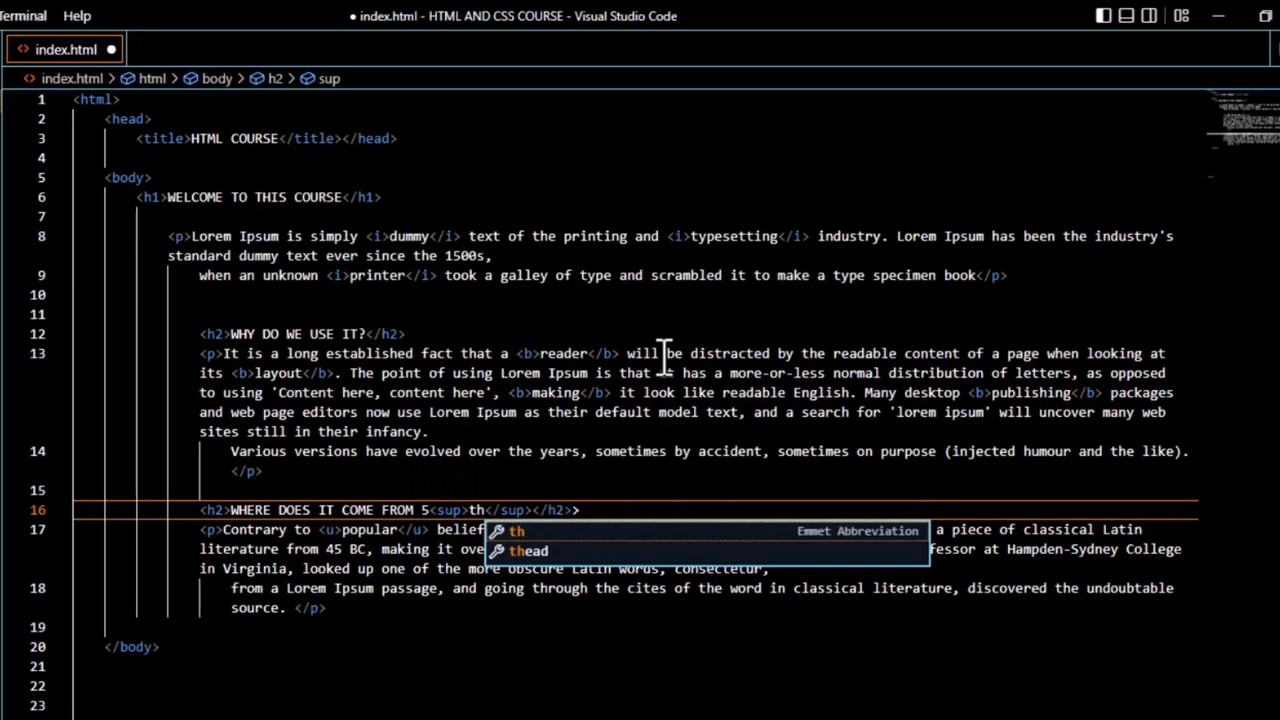 Terminal Help ● index.html - HTML AND CSS COURSE - Visual Studio Code
<> index.html ●
<> index.html > html > body > h2 > sup
1 <html>
2 <head>
3 <title>HTML COURSE</title></head>
4
5 <body>
6 <h1>WELCOME TO THIS COURSE</h1>
7
8 <p>Lorem Ipsum is simply <i>dummy</i> text of the printing and <i>typesetting</i> industry. Lorem Ipsum has been the industry's
standard dummy text ever since the 1500s,
9 when an unknown <i>printer</i> took a galley of type and scrambled it to make a type specimen book</p>
10
11
12 <h2>WHY DO WE USE IT?</h2>
13 <p>It is a long established fact that a <b>reader</b> will be distracted by the readable content of a page when looking at
its <b>layout</b>. The point of using Lorem Ipsum is that it has a more-or-less normal distribution of letters, as opposed
to using 'Content here, content here', <b>making</b> it look like readable English. Many desktop <b>publishing</b> packages
and web page editors now use Lorem Ipsum as their default model text, and a search for 'lorem ipsum' will uncover many web
sites still in their infancy.
14 Various versions have evolved over the years, sometimes by accident, sometimes on purpose (injected humour and the like).
</p>
15
16 <h2>WHERE DOES IT COME FROM 5<sup>th</sup></h2>>
17 <p>Contrary to <u>popular</u> belief th Emmet Abbreviation a piece of classical Latin
literature from 45 BC, making it ove thead fessor at Hampden-Sydney College
in Virginia, looked up one of the more obscure Latin words, consectetur,
18 from a Lorem Ipsum passage, and going through the cites of the word in classical literature, discovered the undoubtable
source. </p>
19
20 </body>
21
22
23